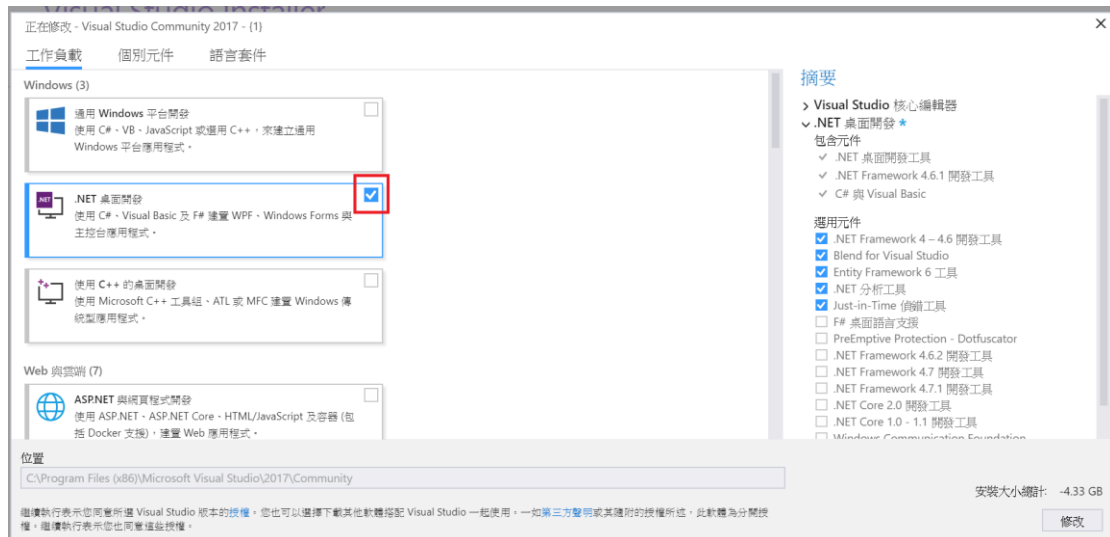 Visual Studio Installer
正在修改 - Visual Studio Community 2017 - {1}
工作負載 個別元件 語言套件
Windows (3)
通用 Windows 平台開發
使用 C#、VB、JavaScript 或選用 C++，來建立通用
Windows 平台應用程式。
.NET 桌面開發
使用 C#、Visual Basic 及 F# 建置 WPF、Windows Forms 與
主控台應用程式。
使用 C++ 的桌面開發
使用 Microsoft C++ 工具組、ATL 或 MFC 建置 Windows 傳
統型應用程式。
Web 與雲端 (7)
ASP.NET 與網頁程式開發
使用 ASP.NET、ASP.NET Core、HTML/JavaScript 及容器 (包
括 Docker 支援)，建置 Web 應用程式。
摘要
Visual Studio 核心編輯器
.NET 桌面開發 *
包含元件
.NET 桌面開發工具
.NET Framework 4.6.1 開發工具
C# 與 Visual Basic
選用元件
.NET Framework 4 – 4.6 開發工具
Blend for Visual Studio
Entity Framework 6 工具
.NET 分析工具
Just-in-Time 偵錯工具
F# 桌面語言支援
PreEmptive Protection - Dotfuscator
.NET Framework 4.6.2 開發工具
.NET Framework 4.7 開發工具
.NET Framework 4.7.1 開發工具
.NET Core 2.0 開發工具
.NET Core 1.0 - 1.1 開發工具
Windows Communication Foundation
位置
C:\Program Files (x86)\Microsoft Visual Studio\2017\Community
安裝大小總計: -4.33 GB
繼續執行表示您同意所選 Visual Studio 版本的授權。您也可以選擇下載其他軟體搭配 Visual Studio 一起使用。一如第三方聲明或其隨附的授權所述，此軟體為分開授
權。繼續執行表示您也同意這些授權。
修改